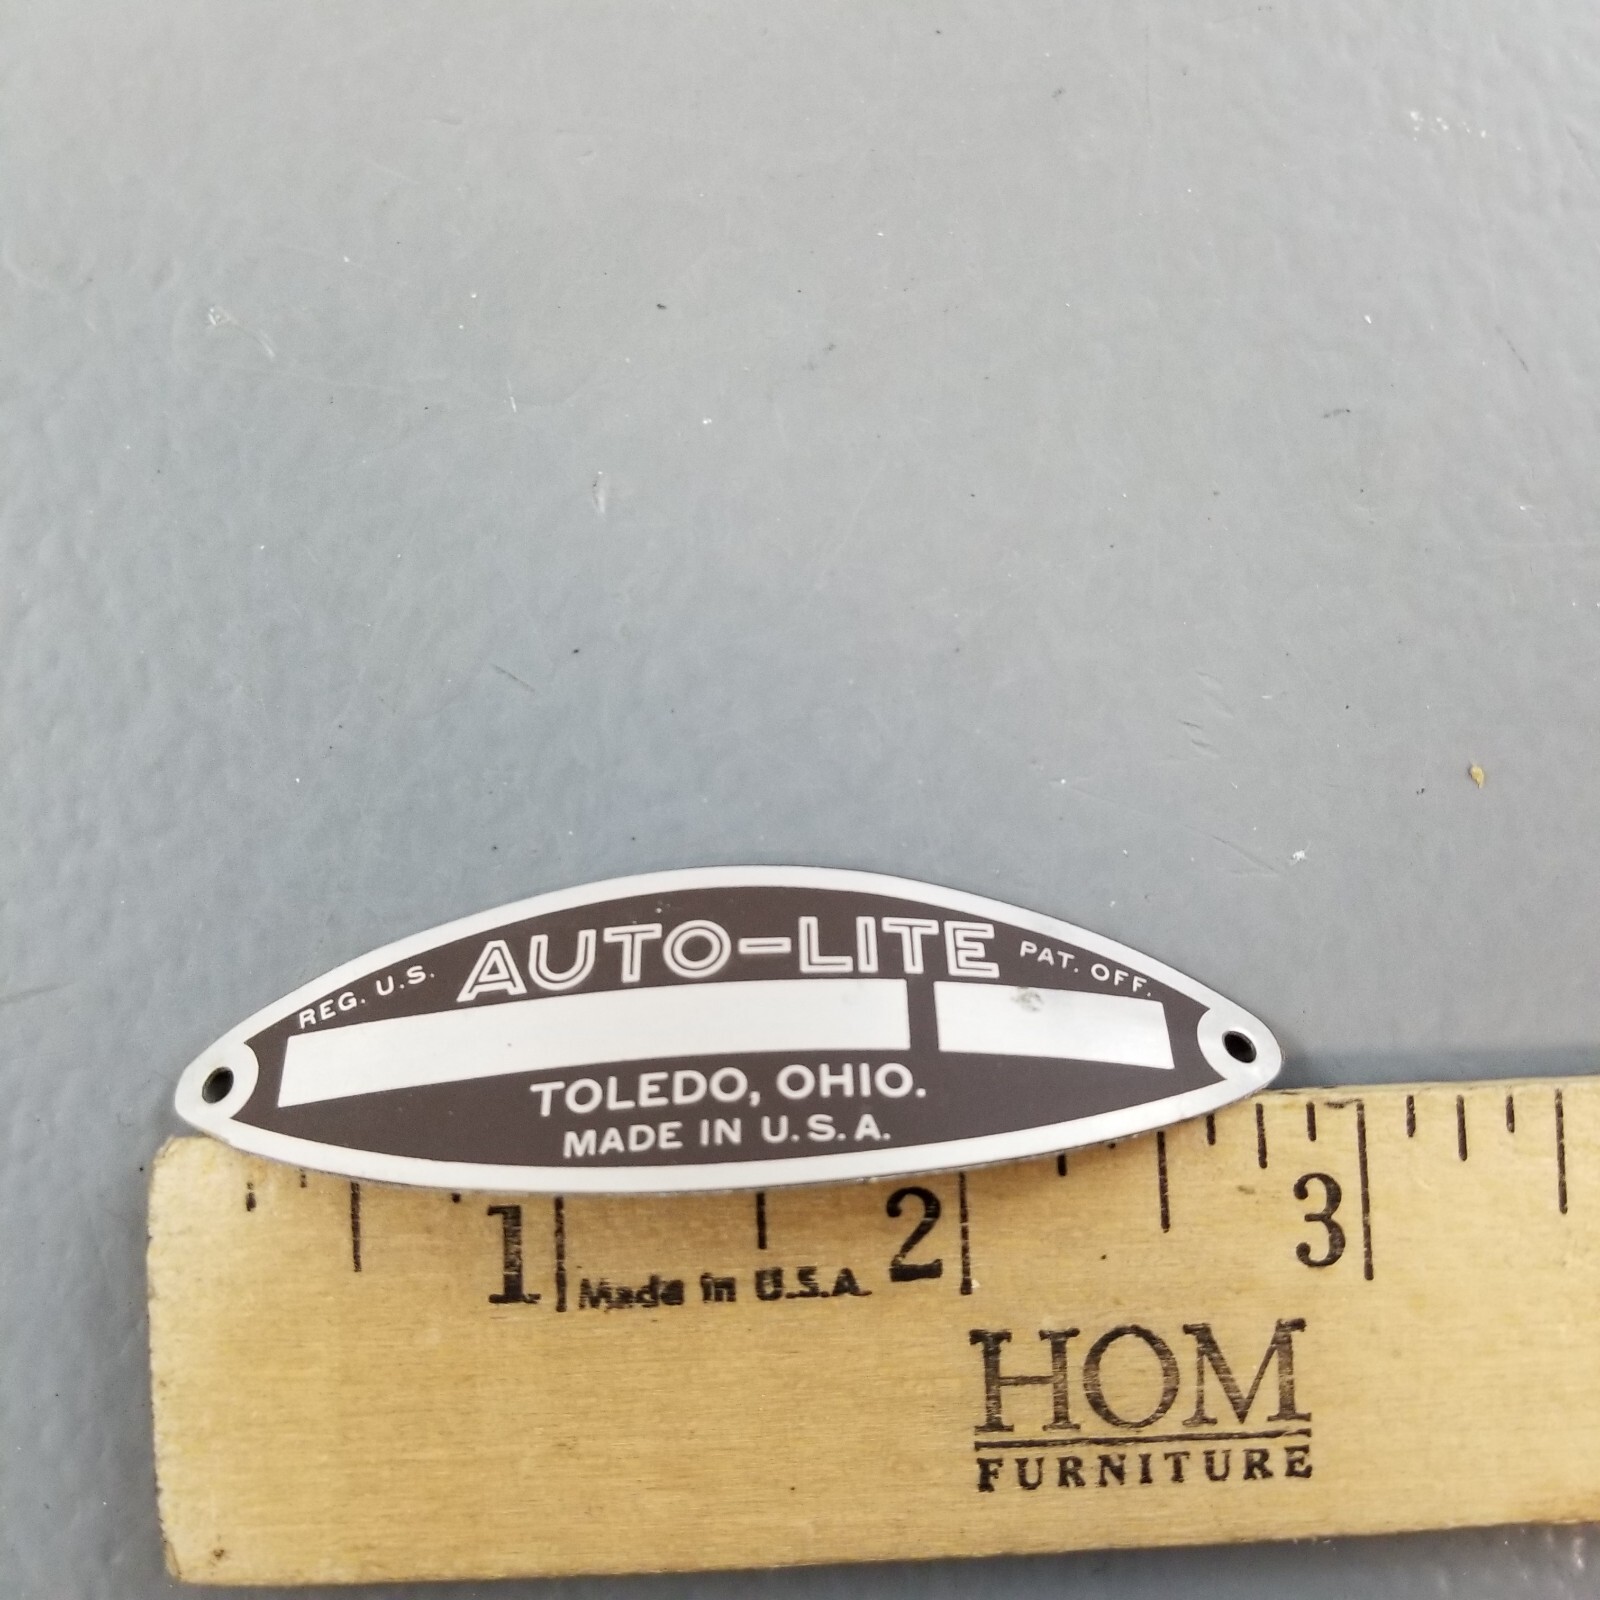 REG. U.S. AUTO-LITE PAT. OFF.
TOLEDO, OHIO.
MADE IN U.S.A.
1 2 3
Made in U.S.A.
HOM
FURNITURE